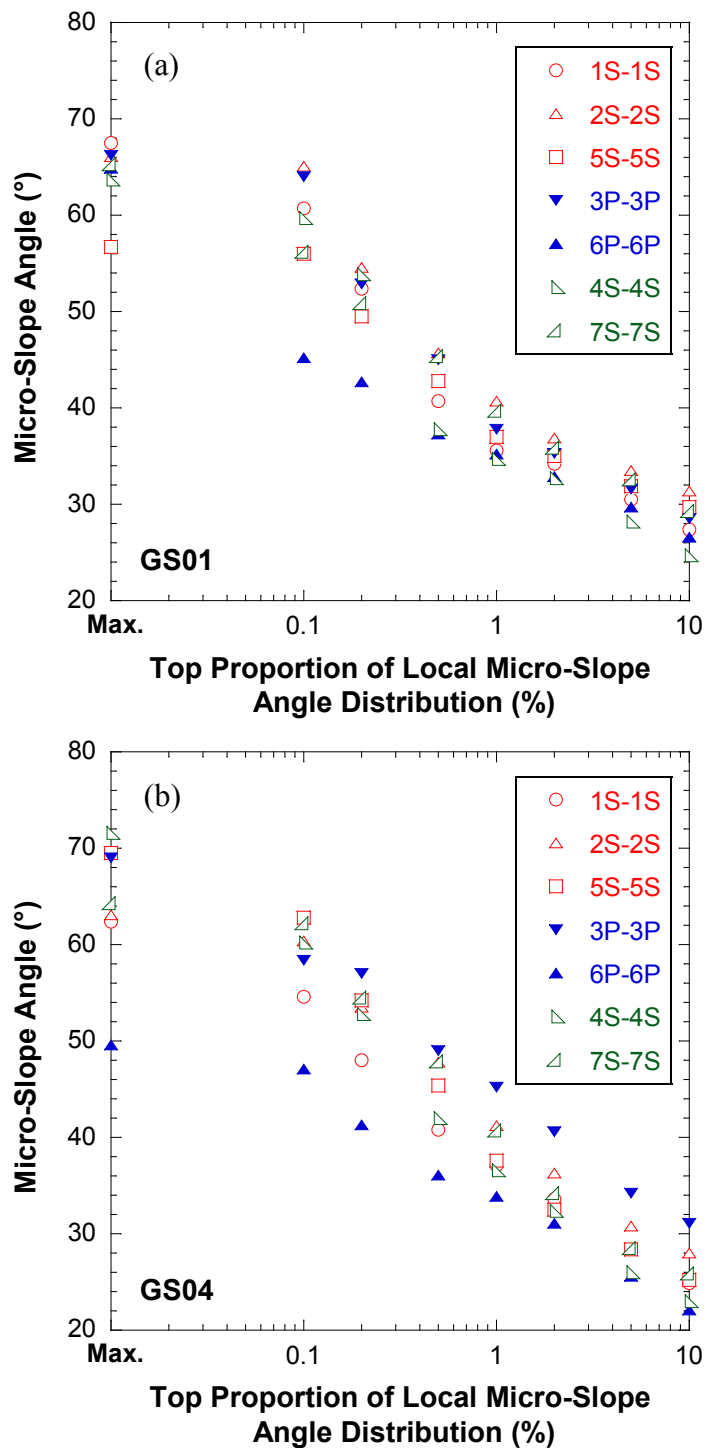 80
(a)
1S-1S
70
2S-2S
5S-5S
3P-3P
60
6P-6P
4S-4S
7S-7S
50
Micro-Slope Angle (°)
40
30
GS01
20
Max.
0.1
1
10
Top Proportion of Local Micro-Slope
Angle Distribution (%)
80
(b)
1S-1S
70
2S-2S
5S-5S
3P-3P
60
6P-6P
4S-4S
7S-7S
50
Micro-Slope Angle (°)
40
30
GS04
20
Max.
0.1
1
10
Top Proportion of Local Micro-Slope
Angle Distribution (%)